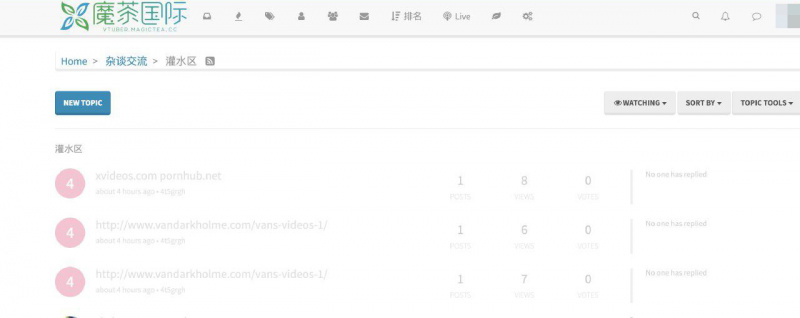 魔茶国际
VTUBER.MAGICTEA.CC
排名
Live
Home > 杂谈交流 > 灌水区
NEW TOPIC
WATCHING
SORT BY
TOPIC TOOLS
灌水区
4
xvideos.com pornhub.net
about 4 hours ago •
1 POSTS
8 VIEWS
0 VOTES
No one has replied
4
http://www.vandarkholme.com/vans-videos-1/
about 4 hours ago •
1 POSTS
6 VIEWS
0 VOTES
No one has replied
4
http://www.vandarkholme.com/vans-videos-1/
about 4 hours ago •
1 POSTS
7 VIEWS
0 VOTES
No one has replied